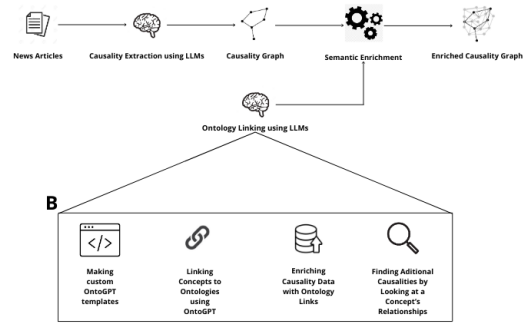 News Articles
Causality Extraction using LLMs
Causality Graph
Semantic Enrichment
Enriched Causality Graph
Ontology Linking using LLMs
B
</>
Making
custom
OntoGPT
templates
Linking
Concepts to
Ontologies
using
OntoGPT
Enriching
Causality Data
with Ontology
Links
Finding Aditional
Causalities by
Looking at a
Concept's
Relationships